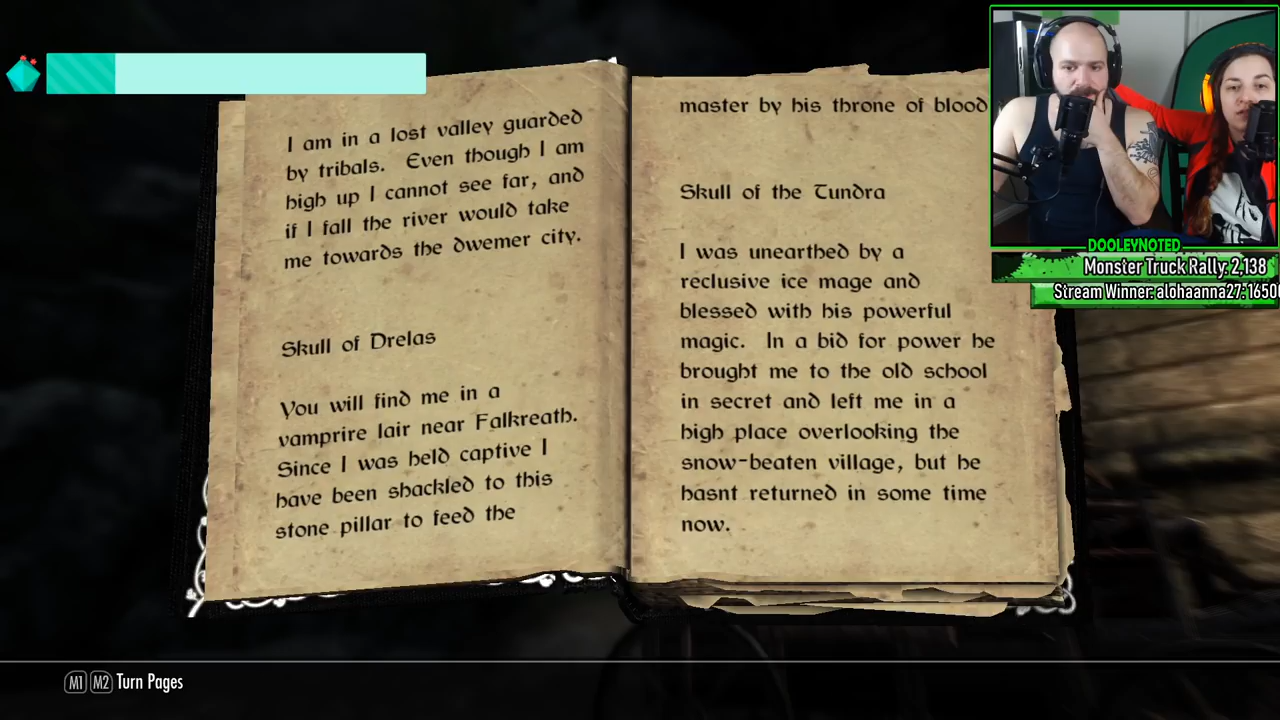 I am in a lost valley guarded
by tribals. Even though I am
high up I cannot see far, and
if I fall the river would take
me towards the dwemer city.
Skull of Drelas
You will find me in a
vamprire lair near Falkreath.
Since I was held captive I
have been shackled to this
stone pillar to feed the
master by his throne of blood
Skull of the Tundra
I was unearthed by a
reclusive ice mage and
blessed with his powerful
magic. In a bid for power he
brought me to the old school
in secret and left me in a
high place overlooking the
snow-beaten village, but he
hasnt returned in some time
now.
DOOLEYNOTED
Monster Truck Rally: 2,138
Stream Winner: alohaanna27: 16500
M1 M2 Turn Pages